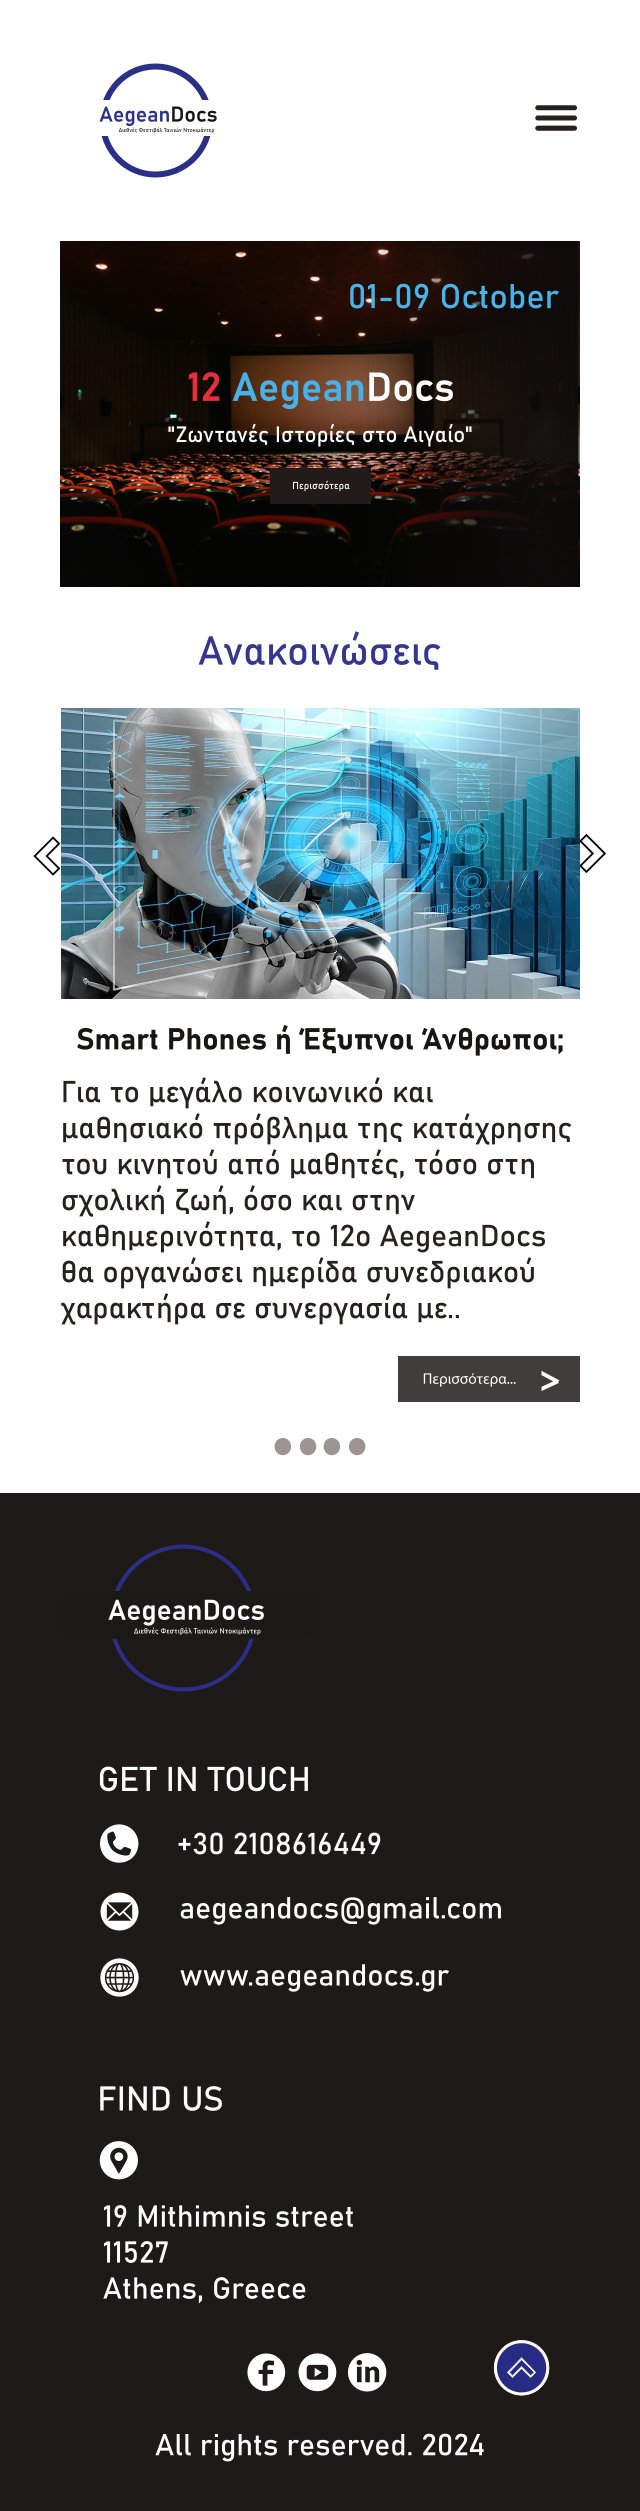 AegeanDocs
Διεθνές Φεστιβάλ Ταινιών Ντοκιμάντερ
01-09 October
12 AegeanDocs
"Ζωντανές Ιστορίες στο Αιγαίο"
Περισσότερα
Ανακοινώσεις
Smart Phones ή Έξυπνοι Άνθρωποι;
Για το μεγάλο κοινωνικό και
μαθησιακό πρόβλημα της κατάχρησης
του κινητού από μαθητές, τόσο στη
σχολική ζωή, όσο και στην
καθημερινότητα, το 12ο AegeanDocs
θα οργανώσει ημερίδα συνεδριακού
χαρακτήρα σε συνεργασία με..
Περισσότερα... >
AegeanDocs
Διεθνές Φεστιβάλ Ταινιών Ντοκιμάντερ
GET IN TOUCH
+30 2108616449
aegeandocs@gmail.com
www.aegeandocs.gr
FIND US
19 Mithimnis street
11527
Athens, Greece
All rights reserved. 2024